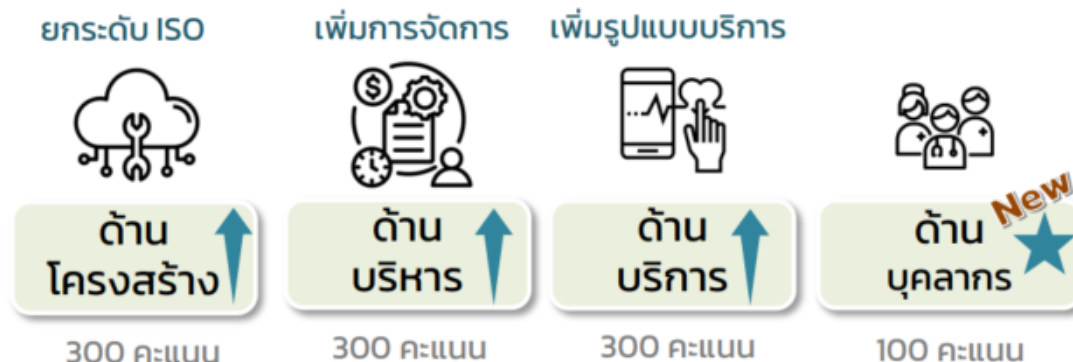 ยกระดับ ISO
เพิ่มการจัดการ
เพิ่มรูปแบบบริการ
$
ด้าน
โครงสร้าง
ด้าน
บริหาร
ด้าน
บริการ
New
ด้าน
บุคลากร
300 คะแนน
300 คะแนน
300 คะแนน
100 คะแนน